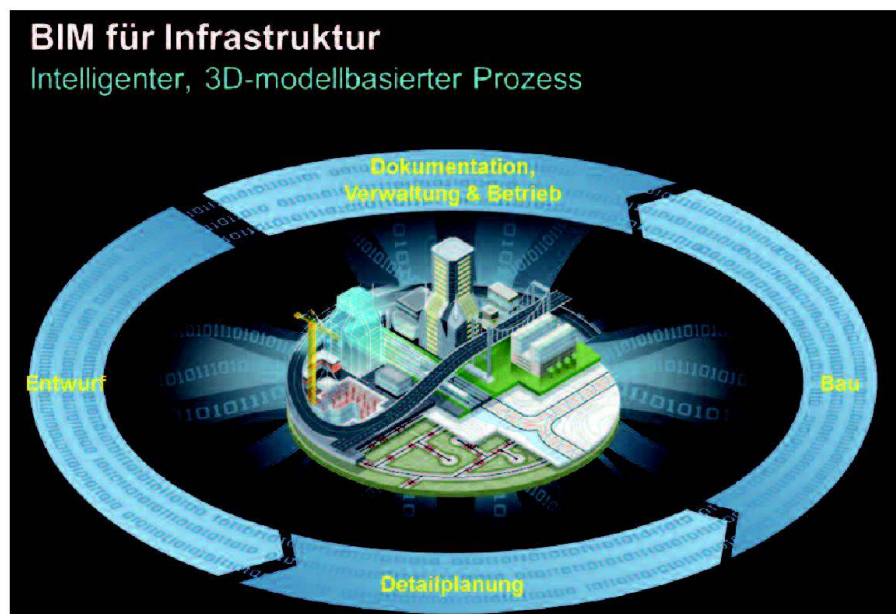 BIM für Infrastruktur
Intelligenter, 3D-modellbasierter Prozess
Dokumentation,
Verwaltung & Betrieb
Entwurf
Bau
Detailplanung